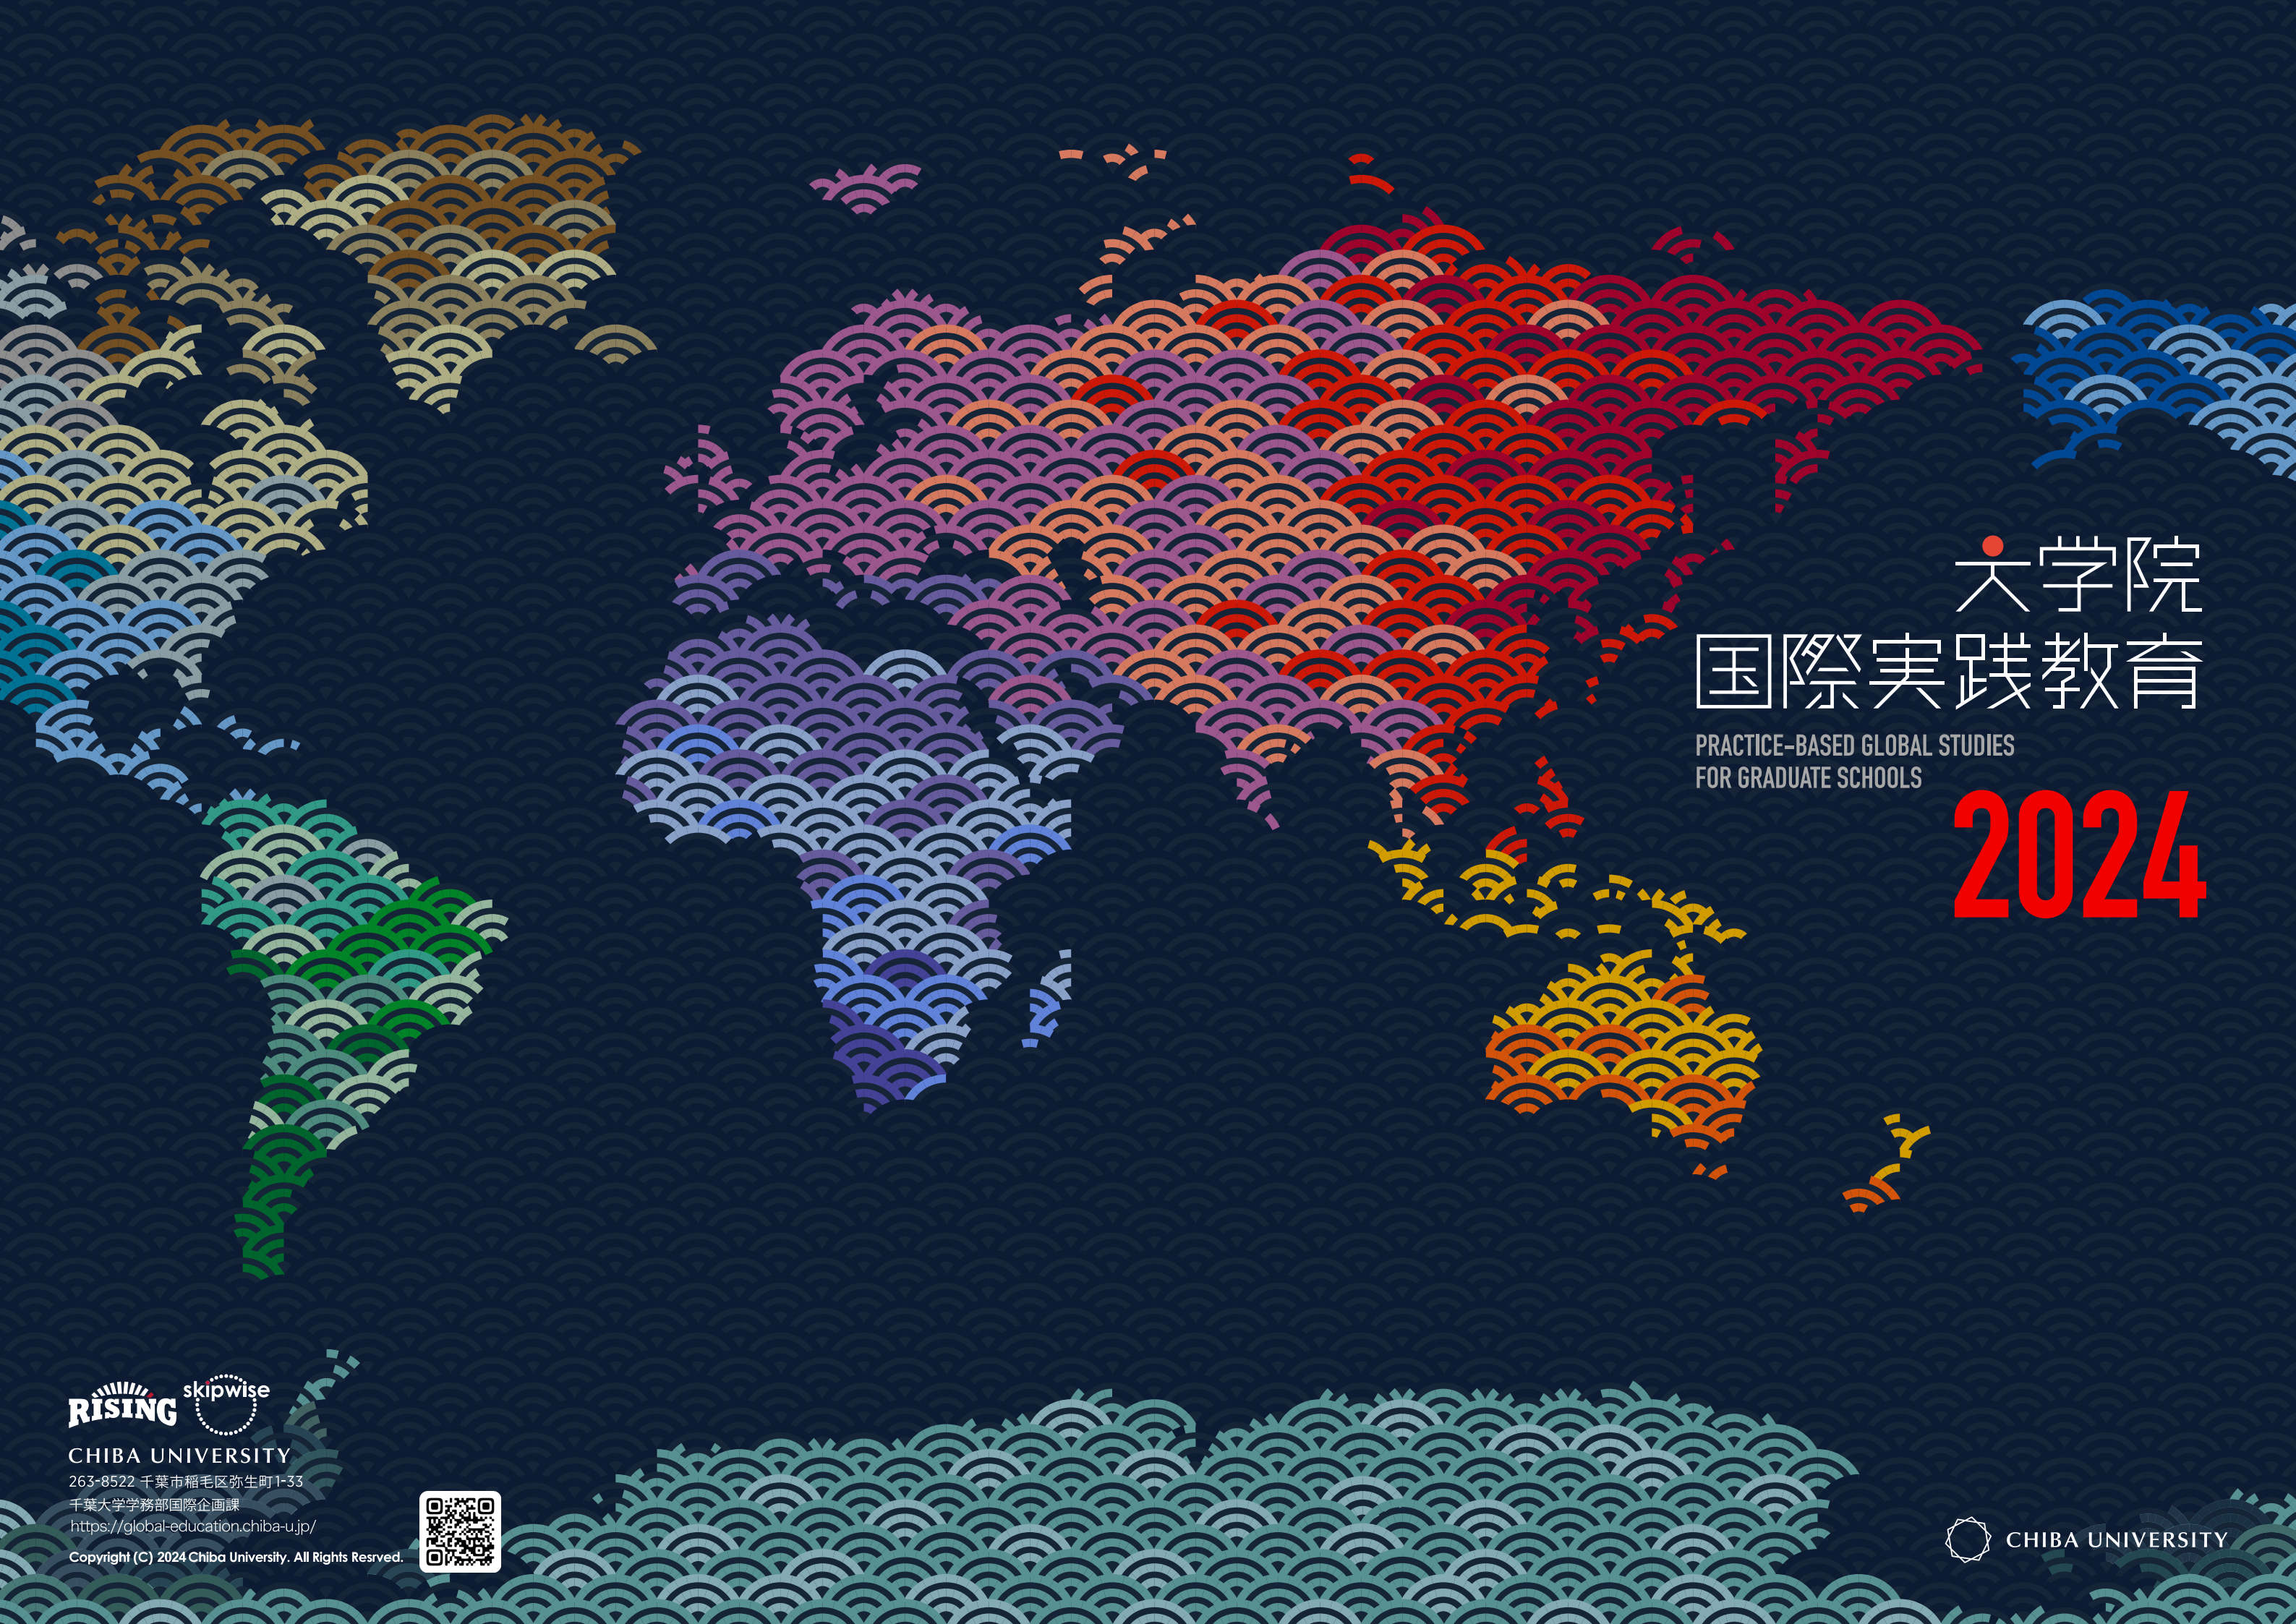 大学院
国際実践教育
PRACTICE-BASED GLOBAL STUDIES
FOR GRADUATE SCHOOLS
2024
RISING
skipwise
CHIBA UNIVERSITY
263-8522 千葉市稲毛区弥生町1-33
千葉大学学務部国際企画課
https://global-education.chiba-u.jp/
Copyright (C) 2024 Chiba University. All Rights Resrved.
CHIBA UNIVERSITY